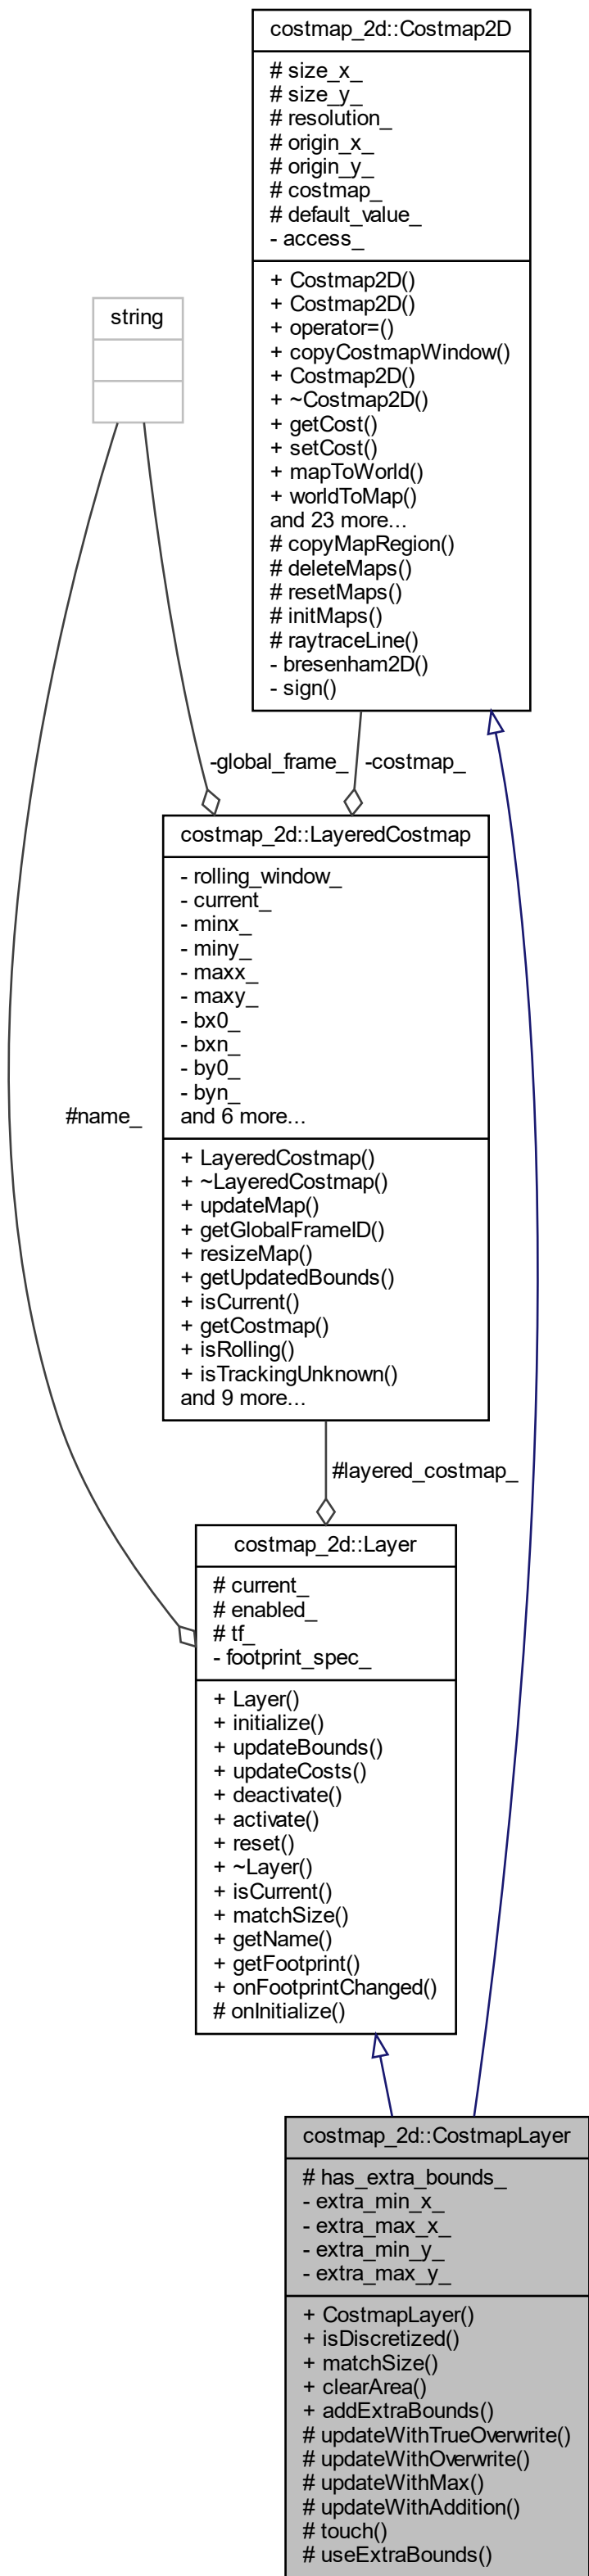 costmap_2d::Costmap2D
# size_x_
# size_y_
# resolution_
# origin_x_
# origin_y_
# costmap_
# default_value_
- access_
+ Costmap2D()
+ Costmap2D()
+ operator=()
+ copyCostmapWindow()
+ Costmap2D()
+ ~Costmap2D()
+ getCost()
+ setCost()
+ mapToWorld()
+ worldToMap()
and 23 more...
# copyMapRegion()
# deleteMaps()
# resetMaps()
# initMaps()
# raytraceLine()
- bresenham2D()
- sign()
string
-global_frame_
-costmap_
costmap_2d::LayeredCostmap
- rolling_window_
- current_
- minx_
- miny_
- maxx_
- maxy_
- bx0_
- bxn_
- by0_
- byn_
and 6 more...
+ LayeredCostmap()
+ ~LayeredCostmap()
+ updateMap()
+ getGlobalFrameID()
+ resizeMap()
+ getUpdatedBounds()
+ isCurrent()
+ getCostmap()
+ isRolling()
+ isTrackingUnknown()
and 9 more...
#name_
#layered_costmap_
costmap_2d::Layer
# current_
# enabled_
# tf_
- footprint_spec_
+ Layer()
+ initialize()
+ updateBounds()
+ updateCosts()
+ deactivate()
+ activate()
+ reset()
+ ~Layer()
+ isCurrent()
+ matchSize()
+ getName()
+ getFootprint()
+ onFootprintChanged()
# onInitialize()
costmap_2d::CostmapLayer
# has_extra_bounds_
- extra_min_x_
- extra_max_x_
- extra_min_y_
- extra_max_y_
+ CostmapLayer()
+ isDiscretized()
+ matchSize()
+ clearArea()
+ addExtraBounds()
# updateWithTrueOverwrite()
# updateWithOverwrite()
# updateWithMax()
# updateWithAddition()
# touch()
# useExtraBounds()